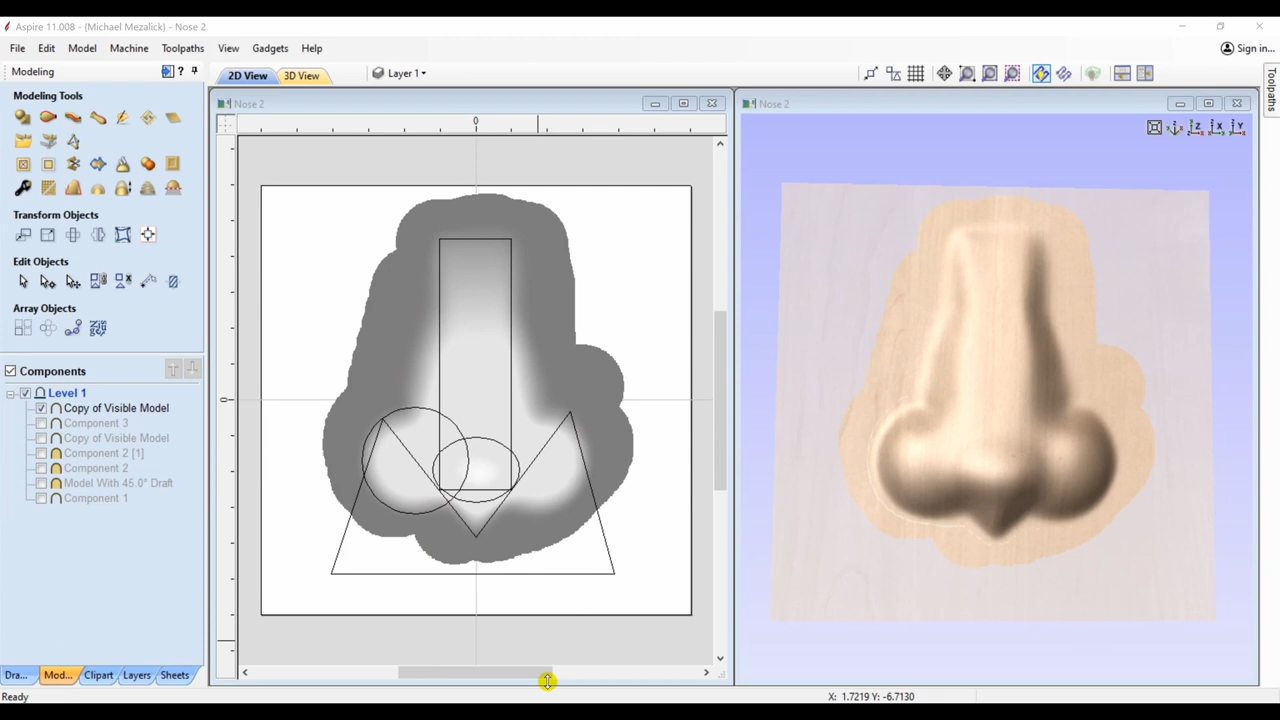 Aspire 11.008 - {Michael Mezalick} - Nose 2
File Edit Model Machine Toolpaths View Gadgets Help
Sign in...
Modeling ?
2D View 3D View Layer 1
Toolpaths
Modeling Tools
Nose 2
Nose 2
0
Z X Y
Transform Objects
Edit Objects
Array Objects
Components
Level 1
0
Copy of Visible Model
Component 3
Copy of Visible Model
Component 2 [1]
Component 2
Model With 45.0° Draft
Component 1
Dra... Mod... Clipart Layers Sheets
Ready X: 1.7219 Y: -6.7130